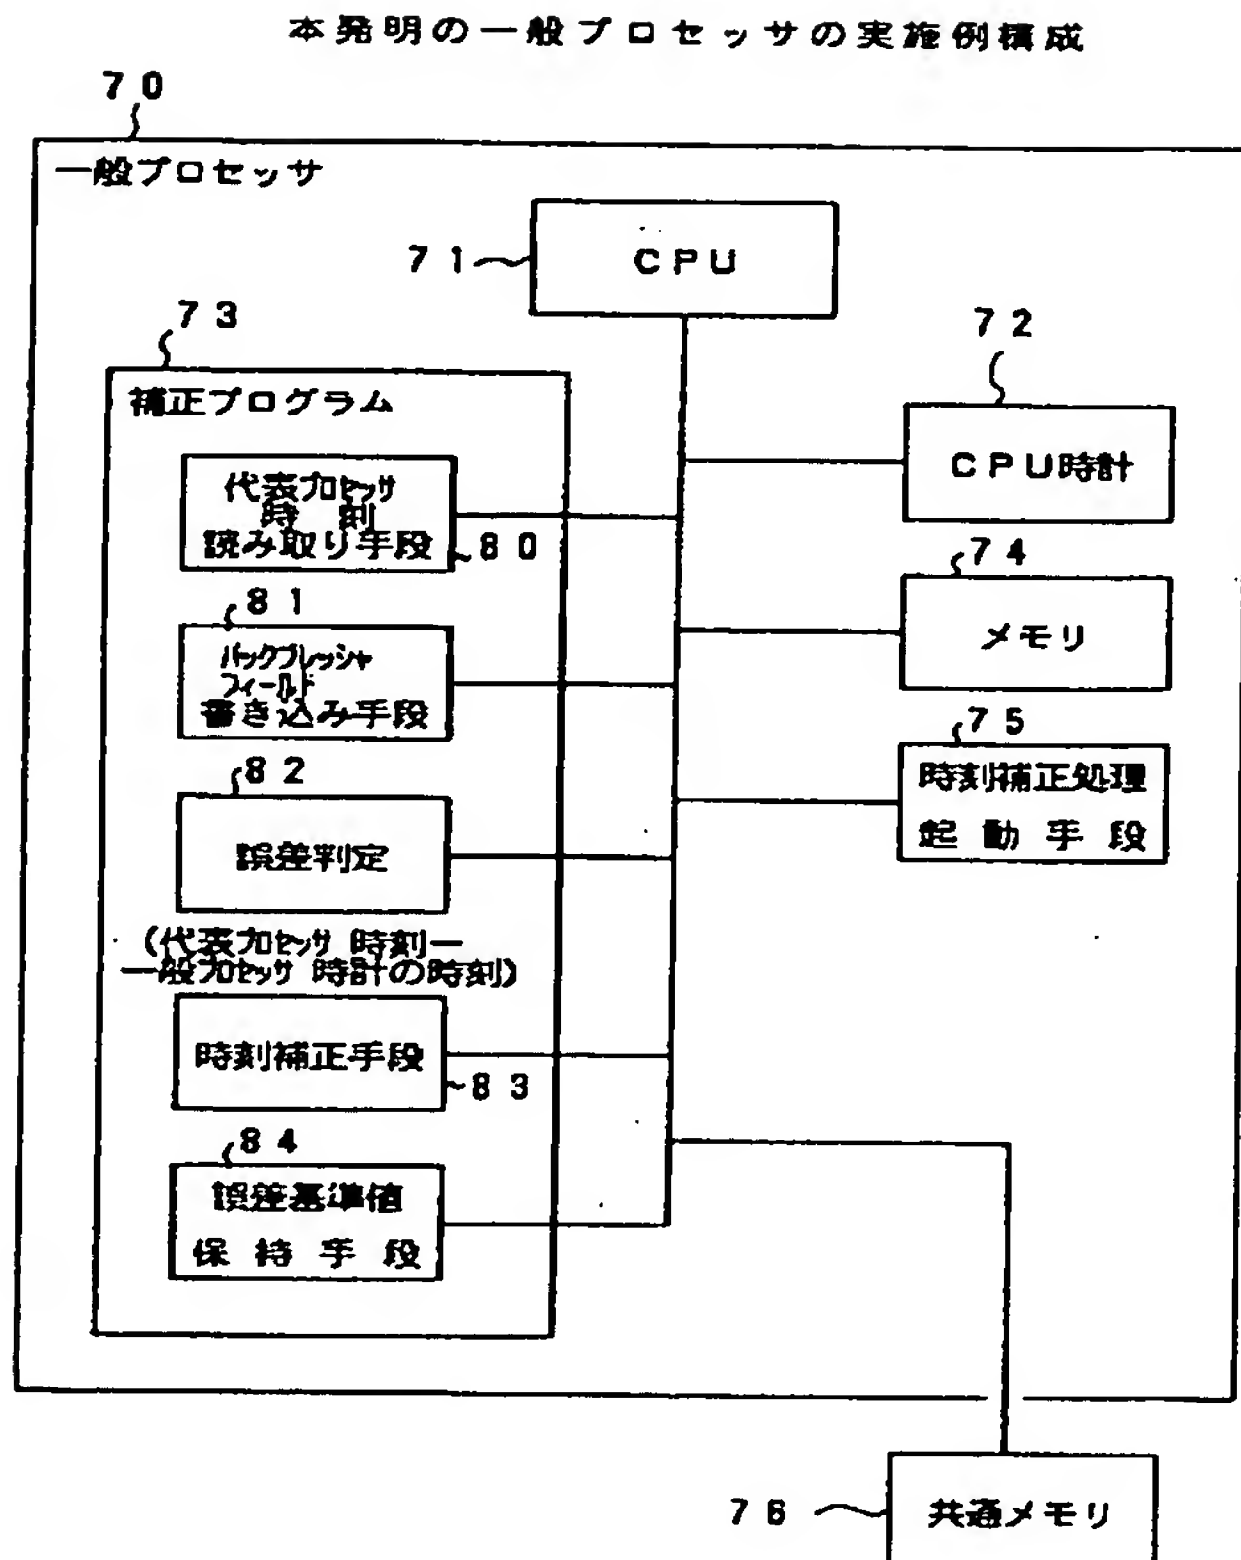 本発明の一般プロセッサの実施例構成
70
一般プロセッサ
71
CPU
73
補正プログラム
72
CPU時計
代表プロセッサ
時刻
読み取り手段
80
74
メモリ
81
バックプレッシャ
フィールド
書き込み手段
75
時刻補正処理
起動手段
82
誤差判定
(代表プロセッサ 時刻ー
一般プロセッサ 時計の時刻)
時刻補正手段
83
84
誤差基準値
保持手段
76
共通メモリ